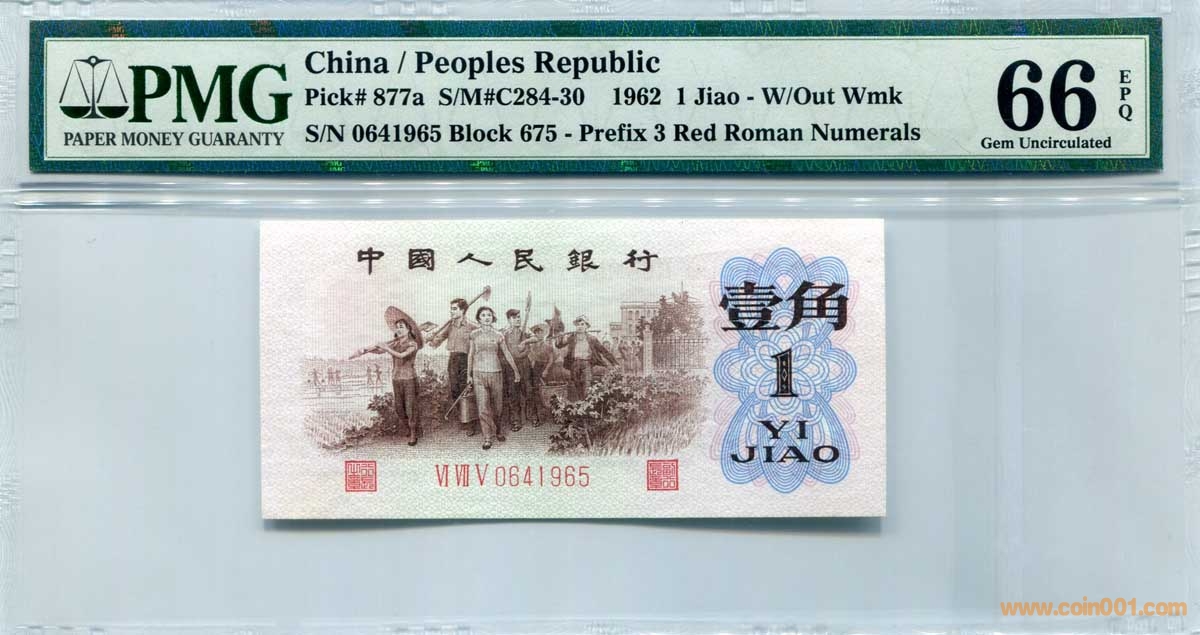 PMG
PAPER MONEY GUARANTY
China / Peoples Republic
Pick# 877a S/M#C284-30 1962 1 Jiao - W/Out Wmk
S/N 0641965 Block 675 - Prefix 3 Red Roman Numerals
66
EPQ
Gem Uncirculated
中國人民銀行
壹角
1
YI
JIAO
VI VII V 0641965
www.coin001.com